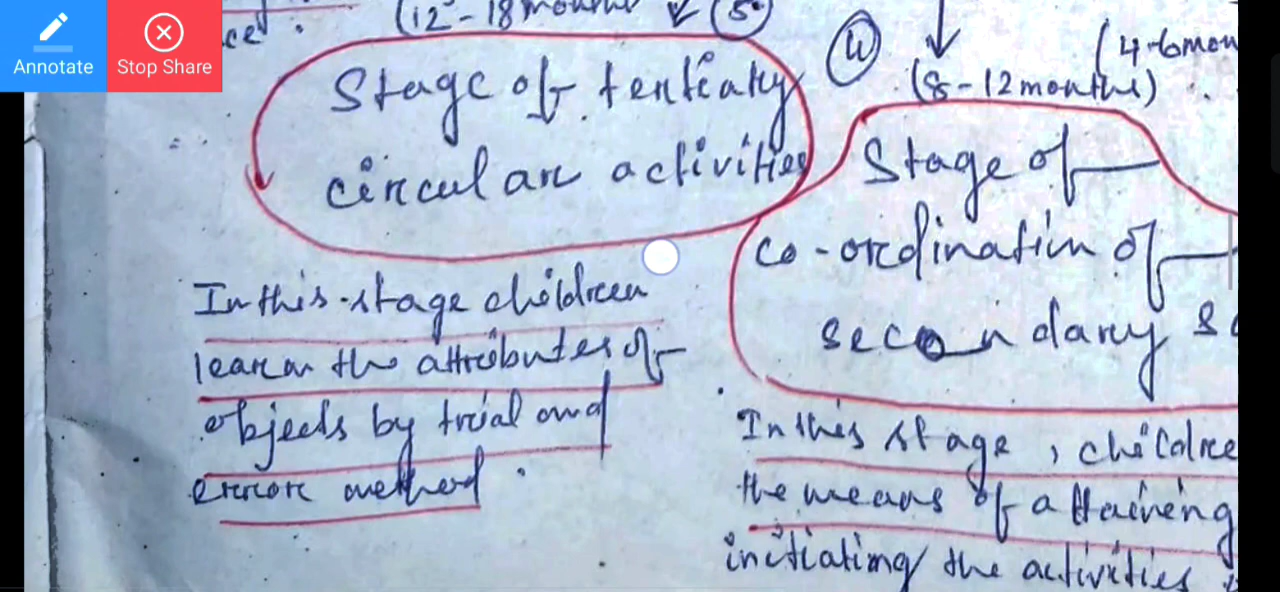 Annotate
Stop Share
(12-18 months
(5)
Stage of tertiary
circular activities
In this stage children
learn the attributes of
objects by trial and
error method.
(4)
(4-6 mon
(8-12 months)
Stage of
co-ordination of
secondary
In this stage, childre
the means of attaining
initiating the activities